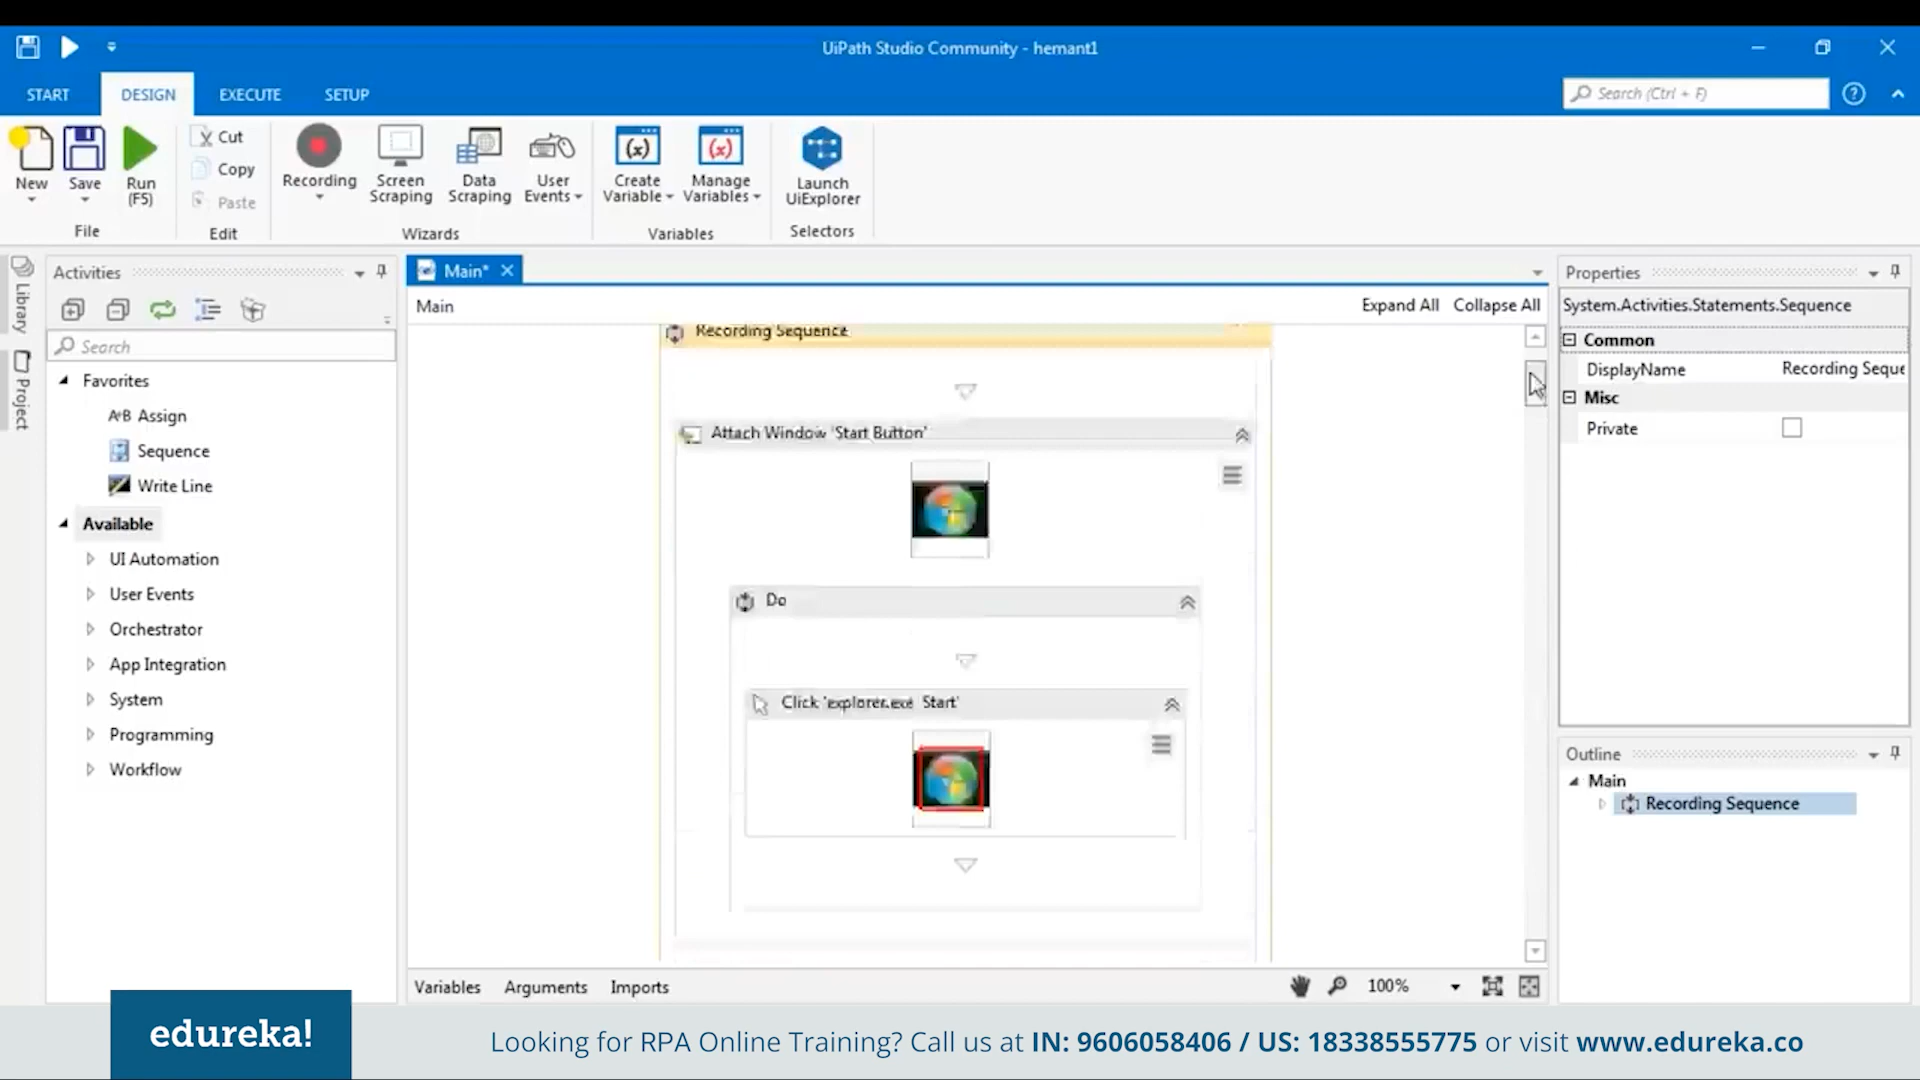 UiPath Studio Community - hemant1
START
DESIGN
EXECUTE
SETUP
Search (Ctrl + F)
New
Save
Run
(F5)
Cut
Copy
Paste
Recording
Screen
Scraping
Data
Scraping
User
Events
Create
Variable
Manage
Variables
Launch
UiExplorer
File
Edit
Wizards
Variables
Selectors
Library
Project
Activities
Search
Favorites
A+B Assign
Sequence
Write Line
Available
UI Automation
User Events
Orchestrator
App Integration
System
Programming
Workflow
Main*
Main
Expand All
Collapse All
Recording Sequence
Attach Window 'Start Button'
Do
Click 'explorer.exe Start'
Variables
Arguments
Imports
100%
Properties
System.Activities.Statements.Sequence
Common
DisplayName
Recording Seque
Misc
Private
Outline
Main
Recording Sequence
edureka!
Looking for RPA Online Training? Call us at IN: 9606058406 / US: 18338555775 or visit www.edureka.co